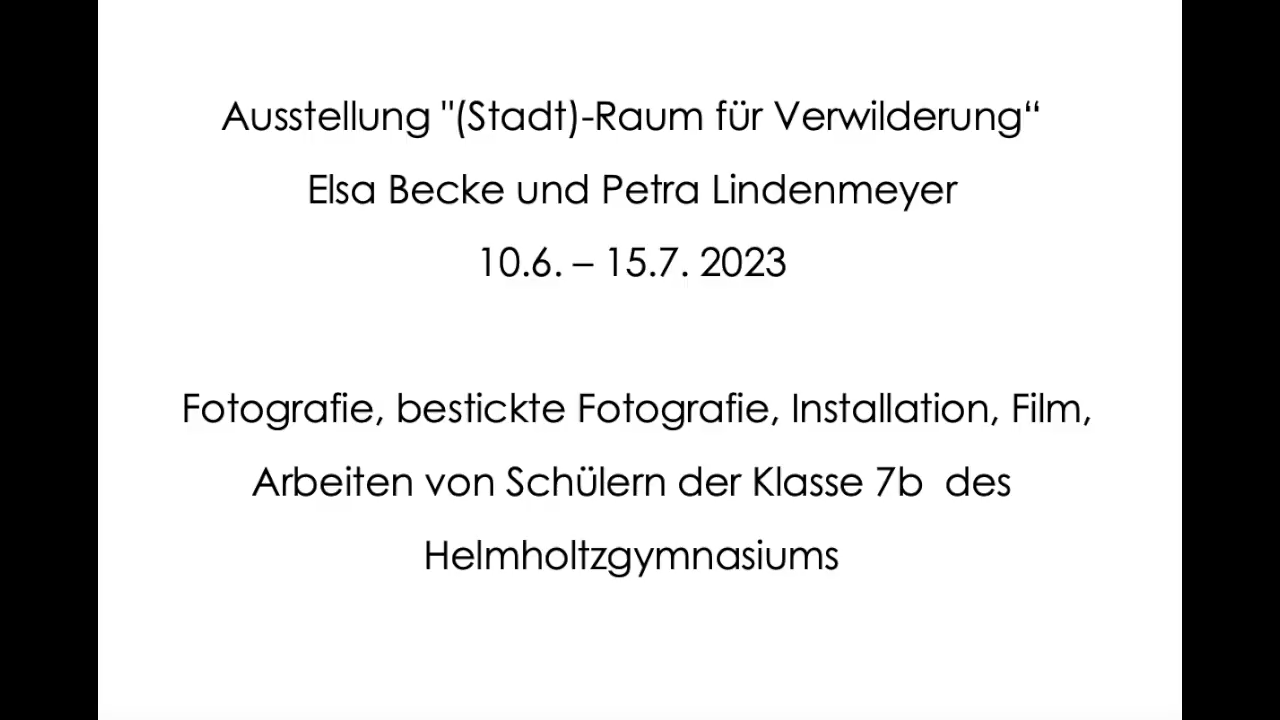 Ausstellung "(Stadt)-Raum für Verwilderung“
Elsa Becke und Petra Lindenmeyer
10.6. – 15.7. 2023
Fotografie, bestickte Fotografie, Installation, Film,
Arbeiten von Schülern der Klasse 7b  des
Helmholtzgymnasiums